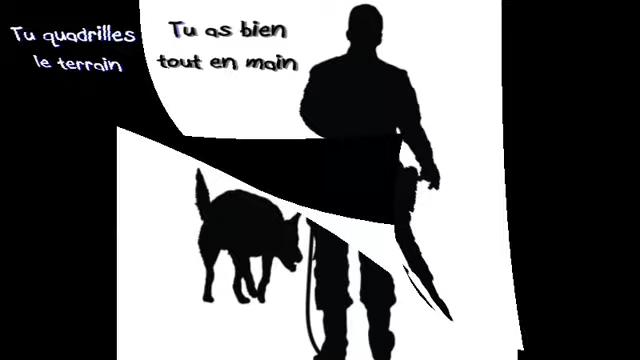 Tu quadrilles
le terrain
Tu as bien
tout en main